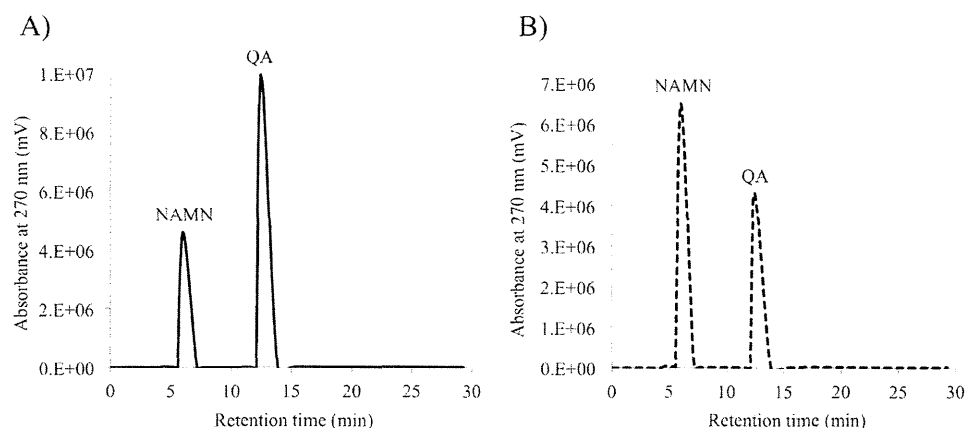 A)
QA
1.E+07
8.E+06
6.E+06
4.E+06
2.E+06
0.E+00
NAMN
Absorbance at 270 nm (mV)
0 5 10 15 20 25 30
Retention time (min)
B)
7.E+06
6.E+06
5.E+06
4.E+06
3.E+06
2.E+06
1.E+06
0.E+00
NAMN
QA
Absorbance at 270 nm (mV)
0 5 10 15 20 25 30
Retention time (min)